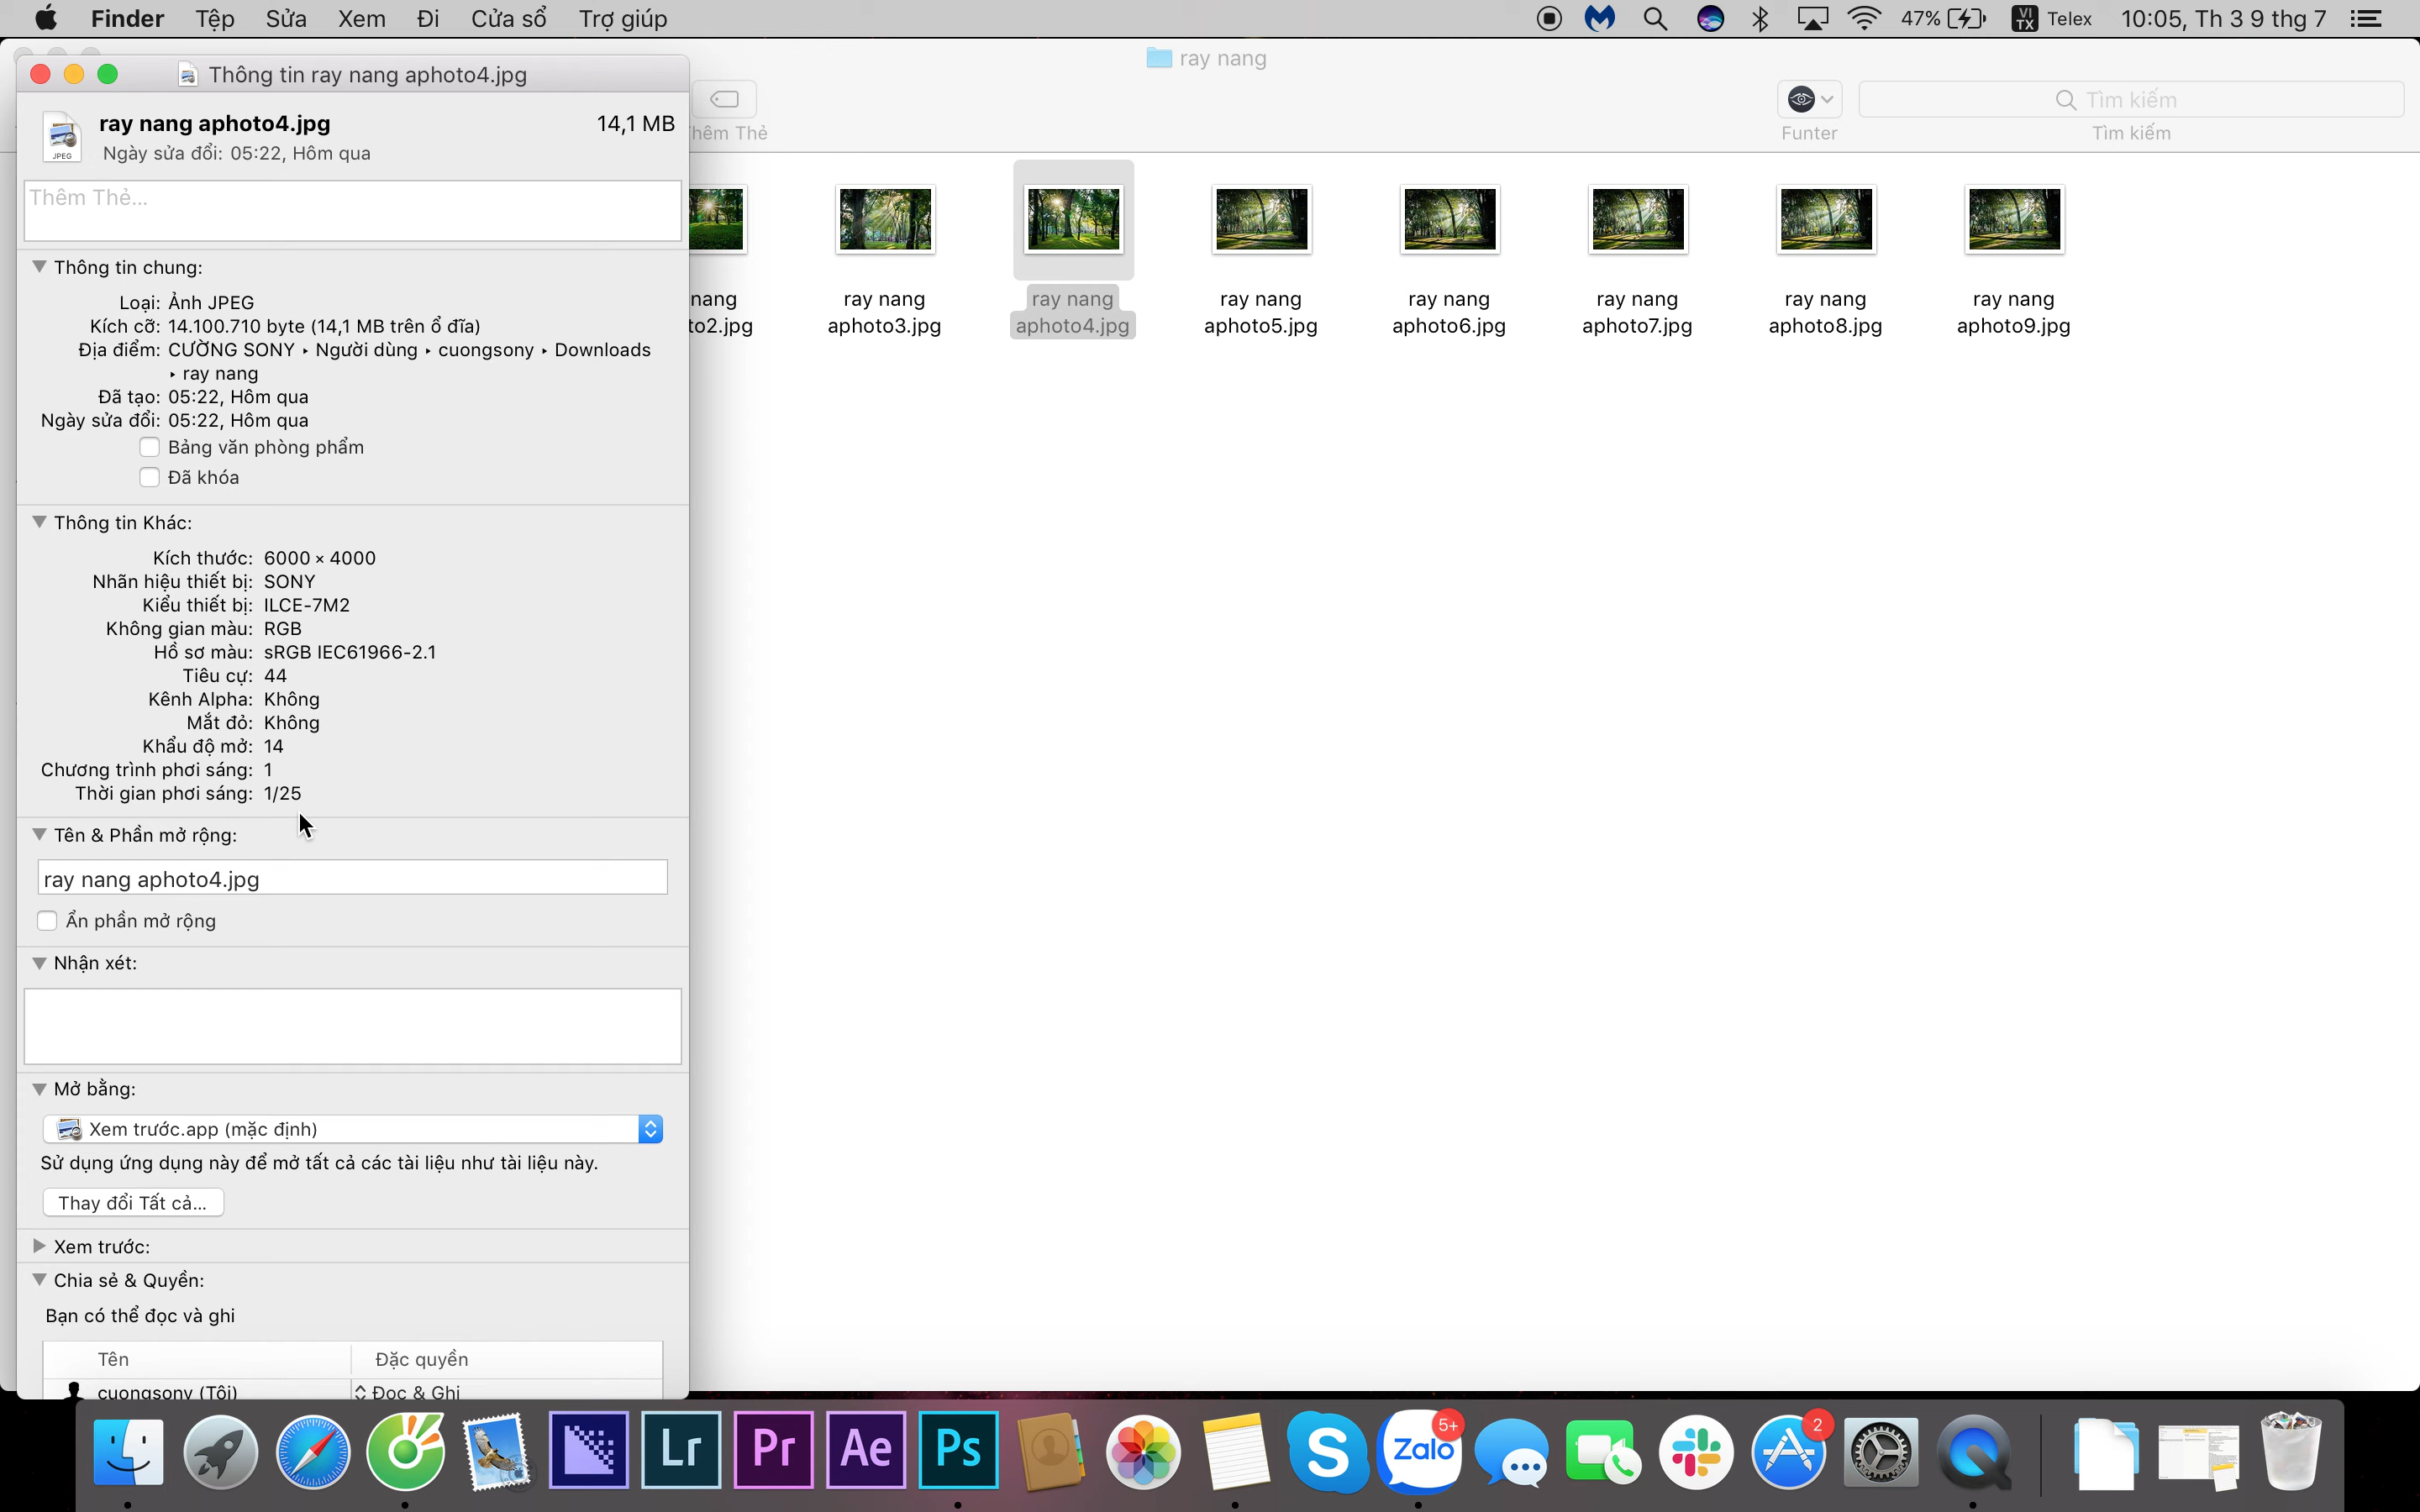 Finder Tệp Sửa Xem Đi Cửa sổ Trợ giúp 47% VI TX Telex 10:05, Th 3 9 thg 7
ray nang
Thông tin ray nang aphoto4.jpg
ray nang aphoto4.jpg 14,1 MB
Ngày sửa đổi: 05:22, Hôm qua
JPEG
Thêm Thẻ...
hêm Thẻ
Funter
Tìm kiếm
Tìm kiếm
Thông tin chung:
Loại: Ảnh JPEG
Kích cỡ: 14.100.710 byte (14,1 MB trên ổ đĩa)
Địa điểm: CƯỜNG SONY ‣ Người dùng ‣ cuongsony ‣ Downloads
‣ ray nang
Đã tạo: 05:22, Hôm qua
Ngày sửa đổi: 05:22, Hôm qua
Bảng văn phòng phẩm
Đã khóa
Thông tin Khác:
Kích thước: 6000 × 4000
Nhãn hiệu thiết bị: SONY
Kiểu thiết bị: ILCE-7M2
Không gian màu: RGB
Hồ sơ màu: sRGB IEC61966-2.1
Tiêu cự: 44
Kênh Alpha: Không
Mắt đỏ: Không
Khẩu độ mở: 14
Chương trình phơi sáng: 1
Thời gian phơi sáng: 1/25
Tên & Phần mở rộng:
ray nang aphoto4.jpg
Ẩn phần mở rộng
Nhận xét:
Mở bằng:
Xem trước.app (mặc định)
Sử dụng ứng dụng này để mở tất cả các tài liệu như tài liệu này.
Thay đổi Tất cả...
Xem trước:
Chia sẻ & Quyền:
Bạn có thể đọc và ghi
Tên Đặc quyền
cuongsony (Tôi) Đọc & Ghi
nang
to2.jpg
ray nang
aphoto3.jpg
ray nang
aphoto4.jpg
ray nang
aphoto5.jpg
ray nang
aphoto6.jpg
ray nang
aphoto7.jpg
ray nang
aphoto8.jpg
ray nang
aphoto9.jpg
Lr Pr Ae Ps S Zalo 5+ 2